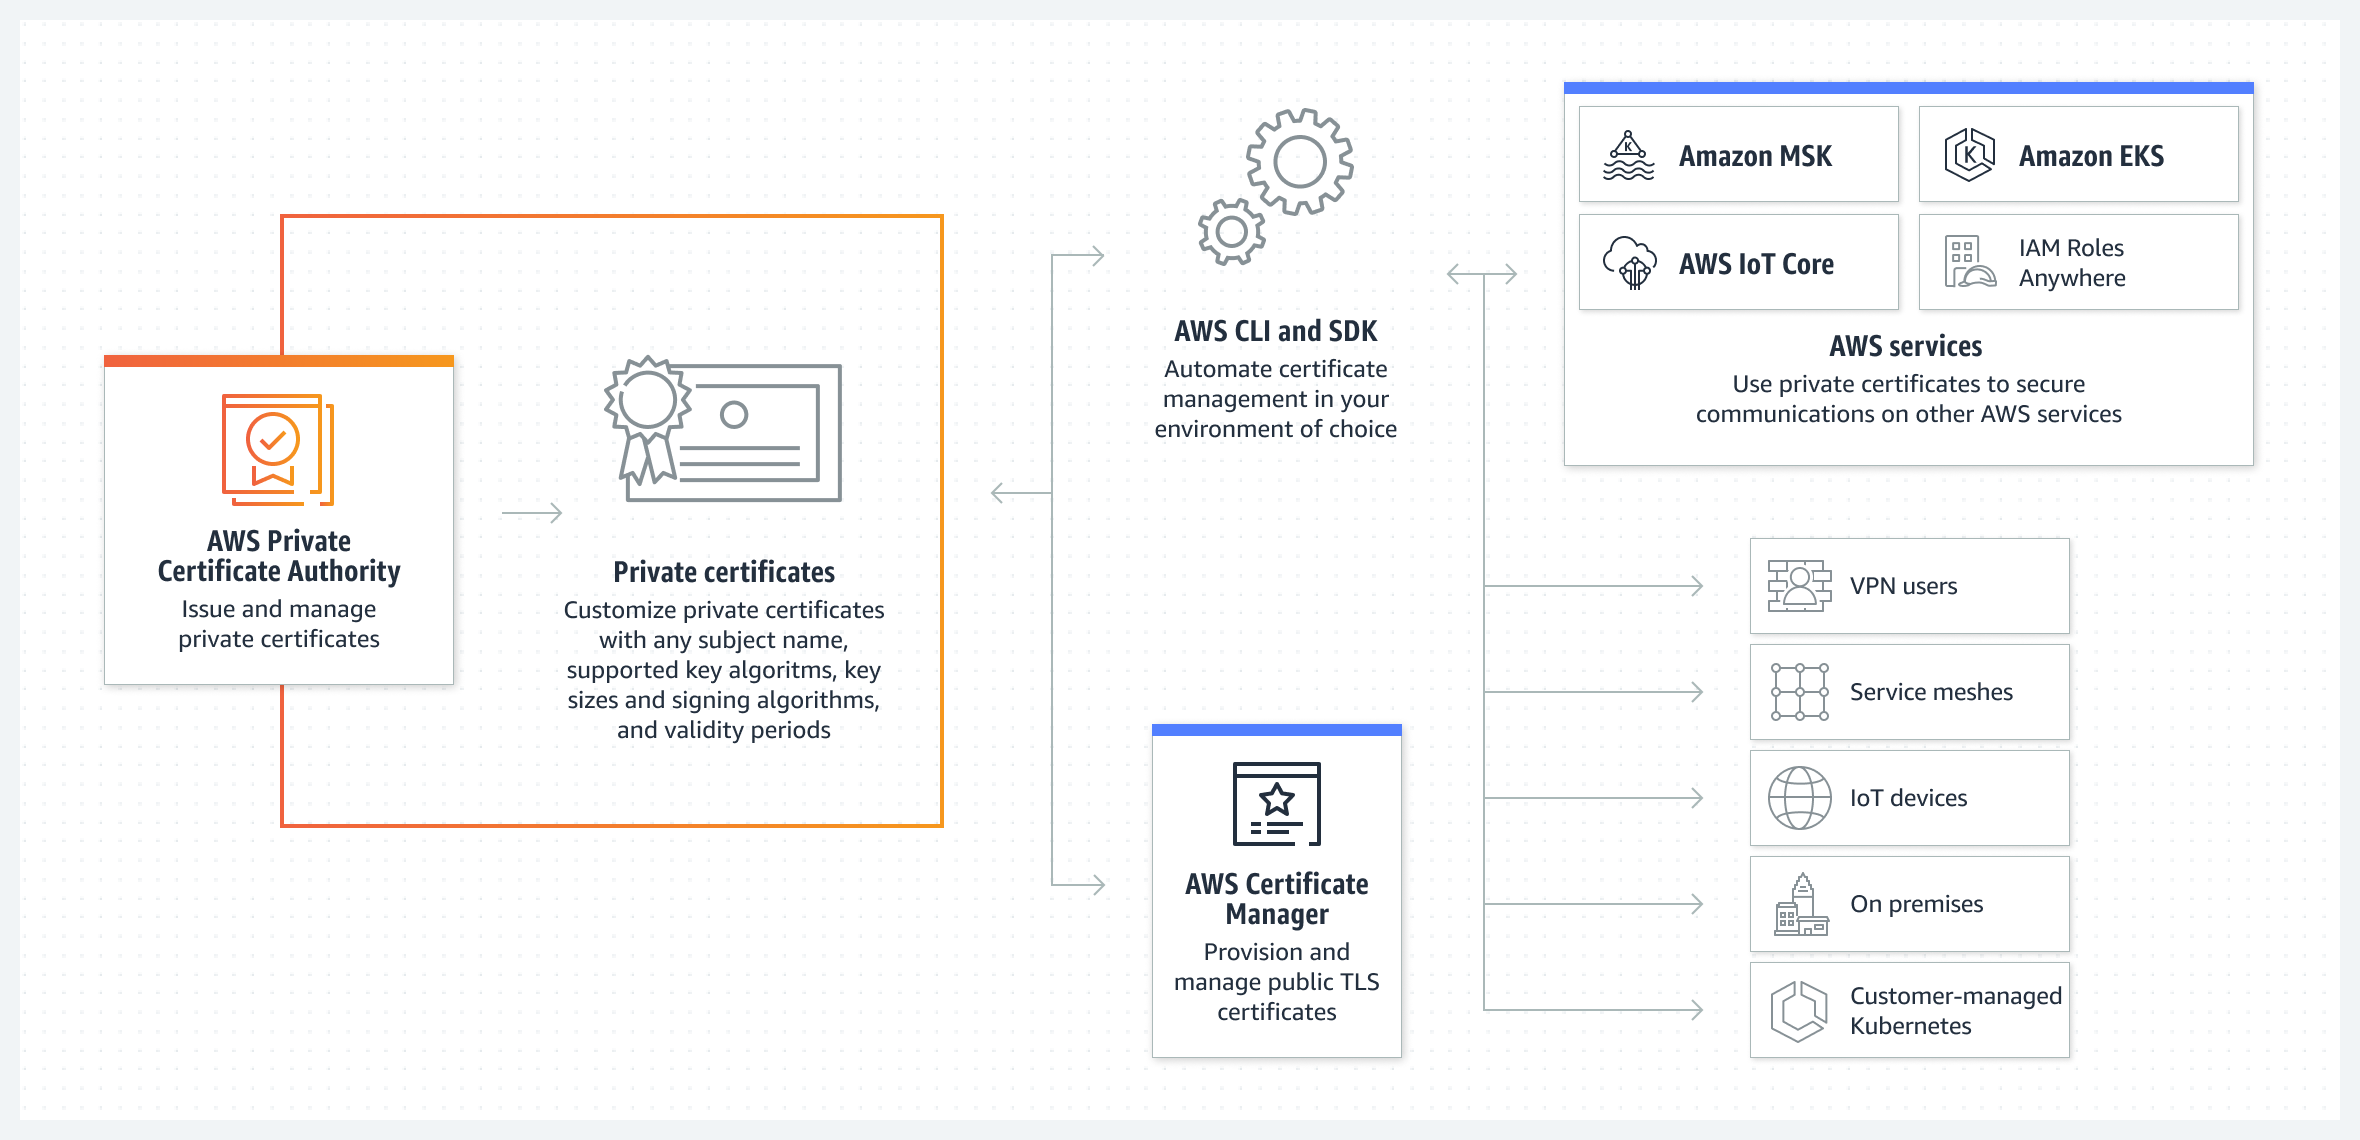 AWS Private
Certificate Authority
Issue and manage
private certificates
Private certificates
Customize private certificates
with any subject name,
supported key algoritms, key
sizes and signing algorithms,
and validity periods
AWS CLI and SDK
Automate certificate
management in your
environment of choice
AWS Certificate
Manager
Provision and
manage public TLS
certificates
K
Amazon MSK
K
Amazon EKS
AWS IoT Core
IAM Roles
Anywhere
AWS services
Use private certificates to secure
communications on other AWS services
VPN users
Service meshes
IoT devices
On premises
Customer-managed
Kubernetes